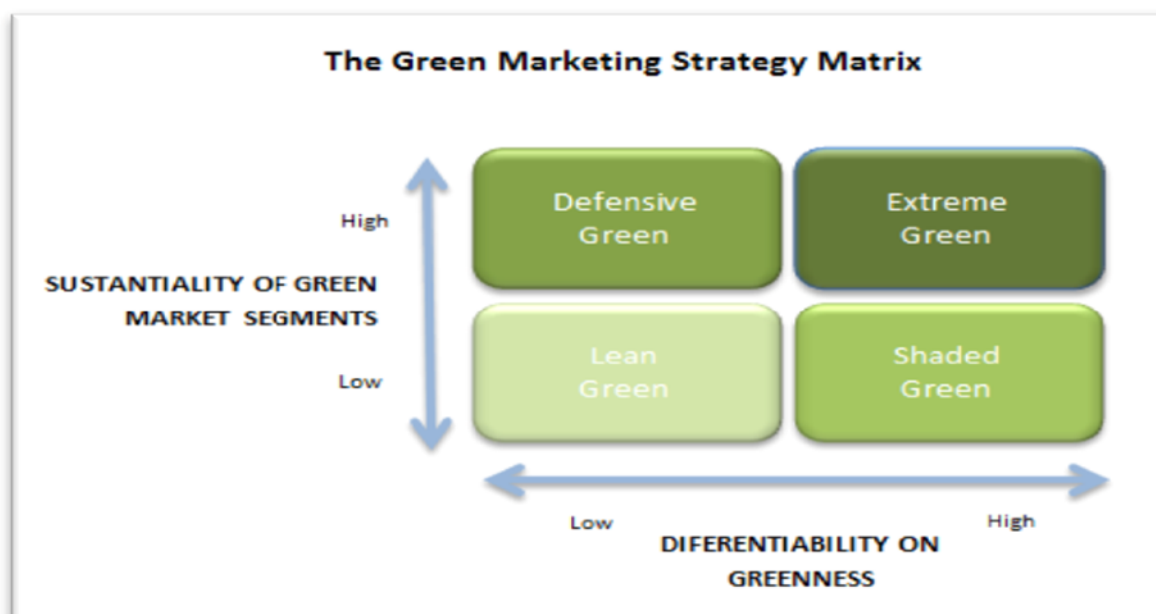 The Green Marketing Strategy Matrix
Defensive
Green
Extreme
Green
High
SUSTANTIALITY OF GREEN
MARKET SEGMENTS
Low
Lean
Green
Shaded
Green
Low
High
DIFERENTIABILITY ON
GREENNESS